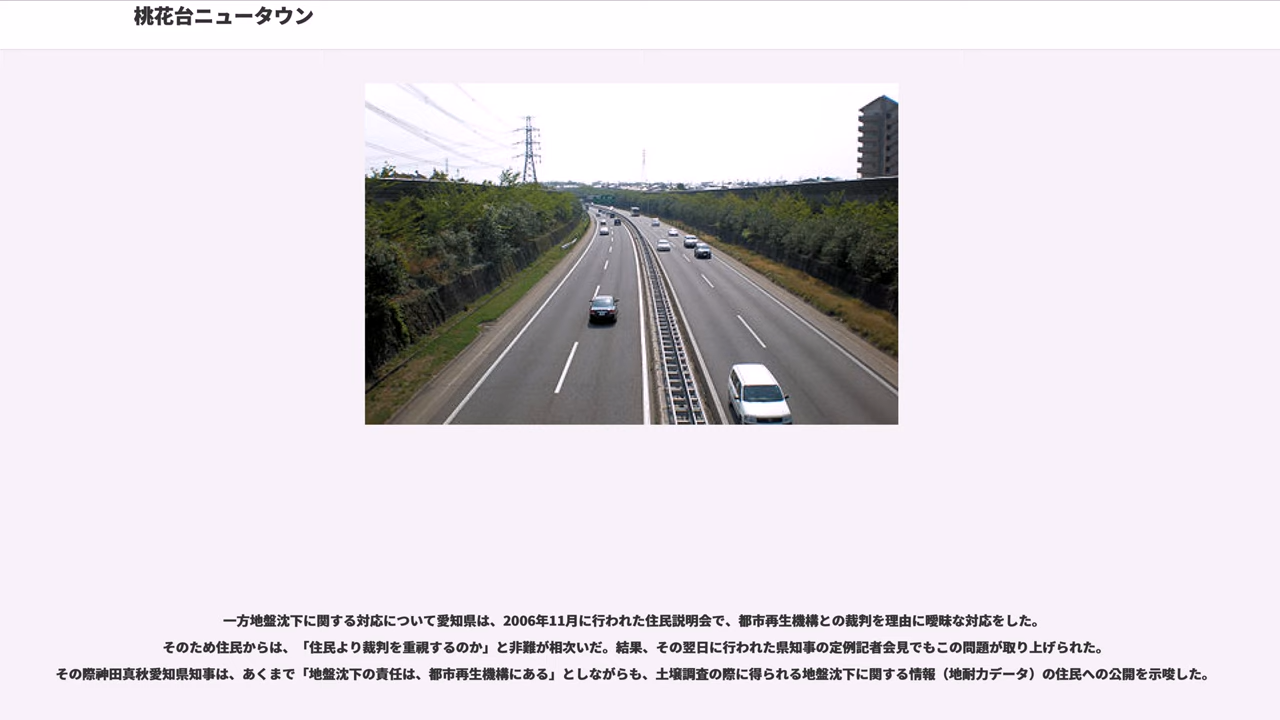 桃花台ニュータウン
一方地盤沈下に関する対応について愛知県は、2006年11月に行われた住民説明会で、都市再生機構との裁判を理由に曖昧な対応をした。
そのため住民からは、「住民より裁判を重視するのか」と非難が相次いだ。結果、その翌日に行われた県知事の定例記者会見でもこの問題が取り上げられた。
その際神田真秋愛知県知事は、あくまで「地盤沈下の責任は、都市再生機構にある」としながらも、土壌調査の際に得られる地盤沈下に関する情報（地耐力データ）の住民への公開を示唆した。